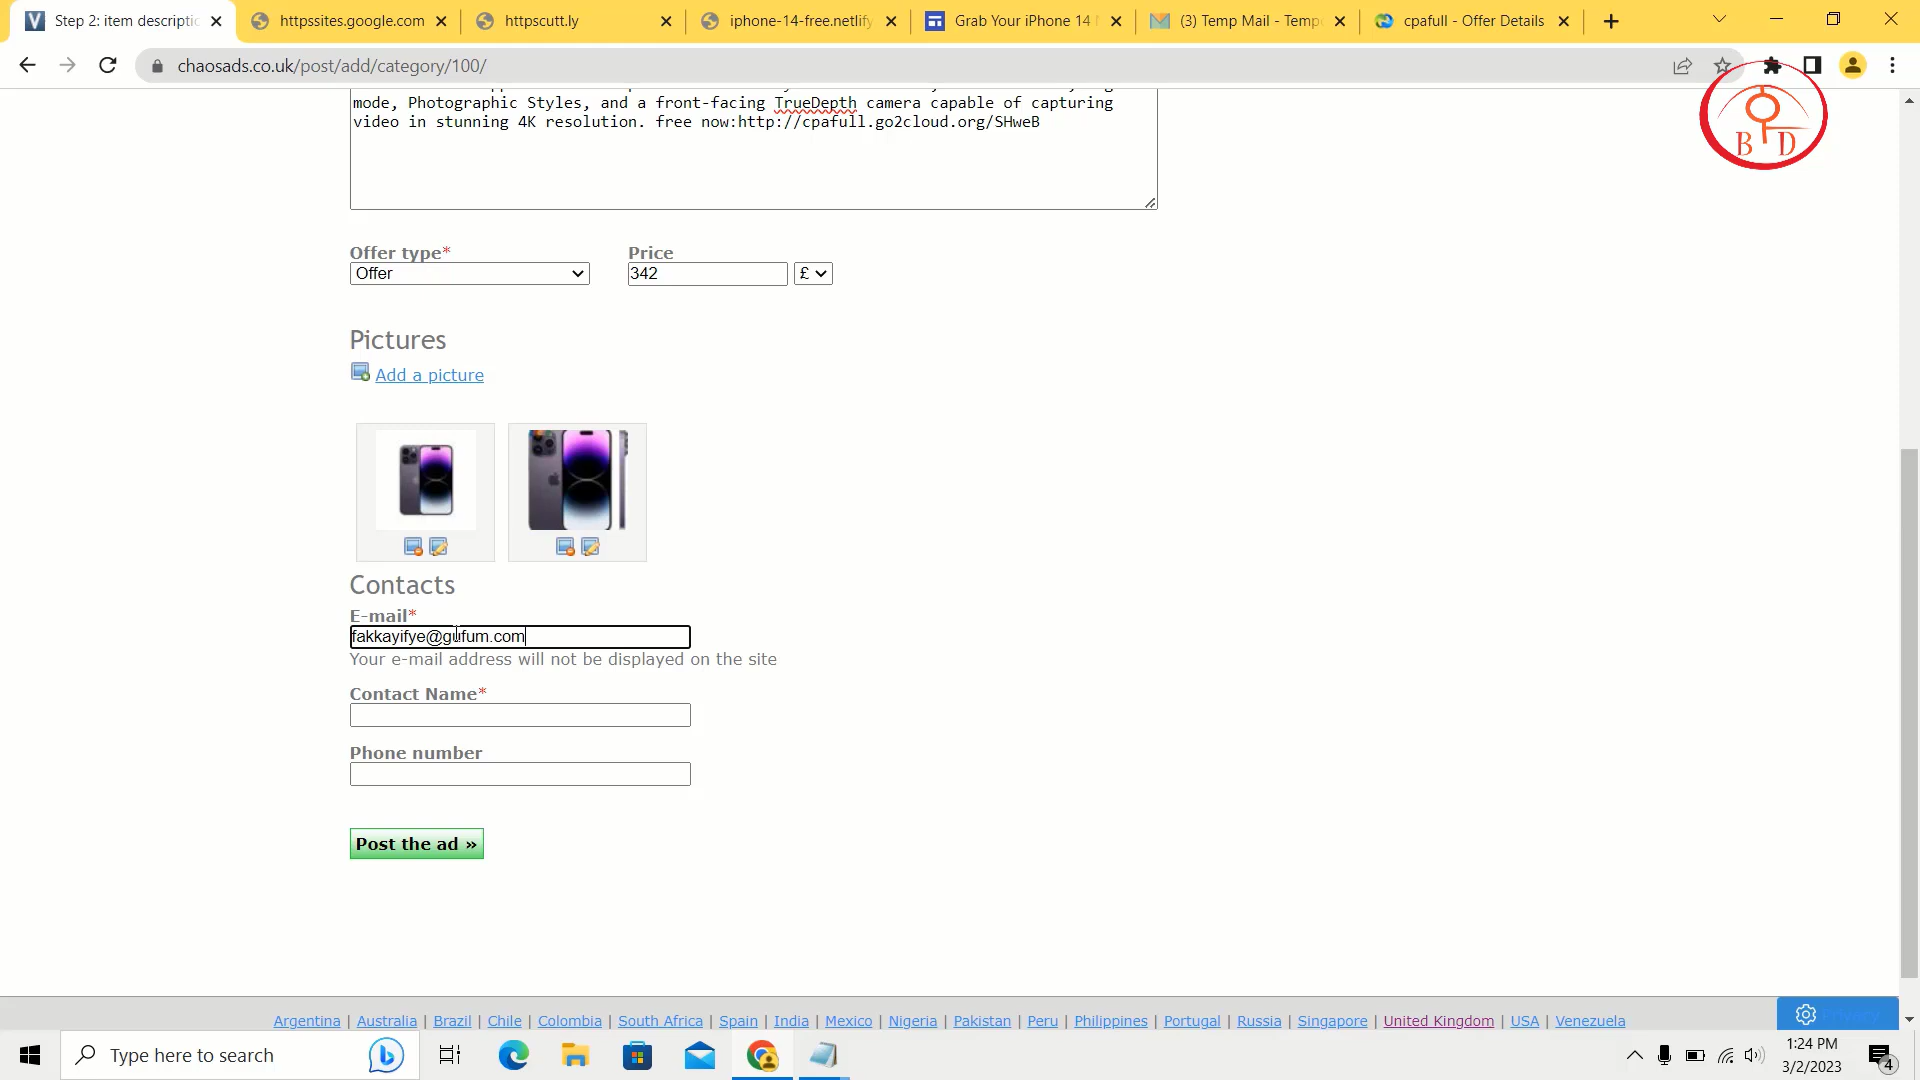 Step 2: item descriptio
httpssites.google.com
httpscutt.ly
iphone-14-free.netlify
Grab Your iPhone 14
(3) Temp Mail - Tempo
cpafull - Offer Details
chaosads.co.uk/post/add/category/100/
B D
mode, Photographic Styles, and a front-facing TrueDepth camera capable of capturing
video in stunning 4K resolution. free now:http://cpafull.go2cloud.org/SHweB
Offer type* Price
Offer 342 £
Pictures
Add a picture
Contacts
E-mail*
fakkayifye@gufum.com
Your e-mail address will not be displayed on the site
Contact Name*
Phone number
Post the ad »
Argentina | Australia | Brazil | Chile | Colombia | South Africa | Spain | India | Mexico | Nigeria | Pakistan | Peru | Philippines | Portugal | Russia | Singapore | United Kingdom | USA | Venezuela
Type here to search
1:24 PM
3/2/2023
4